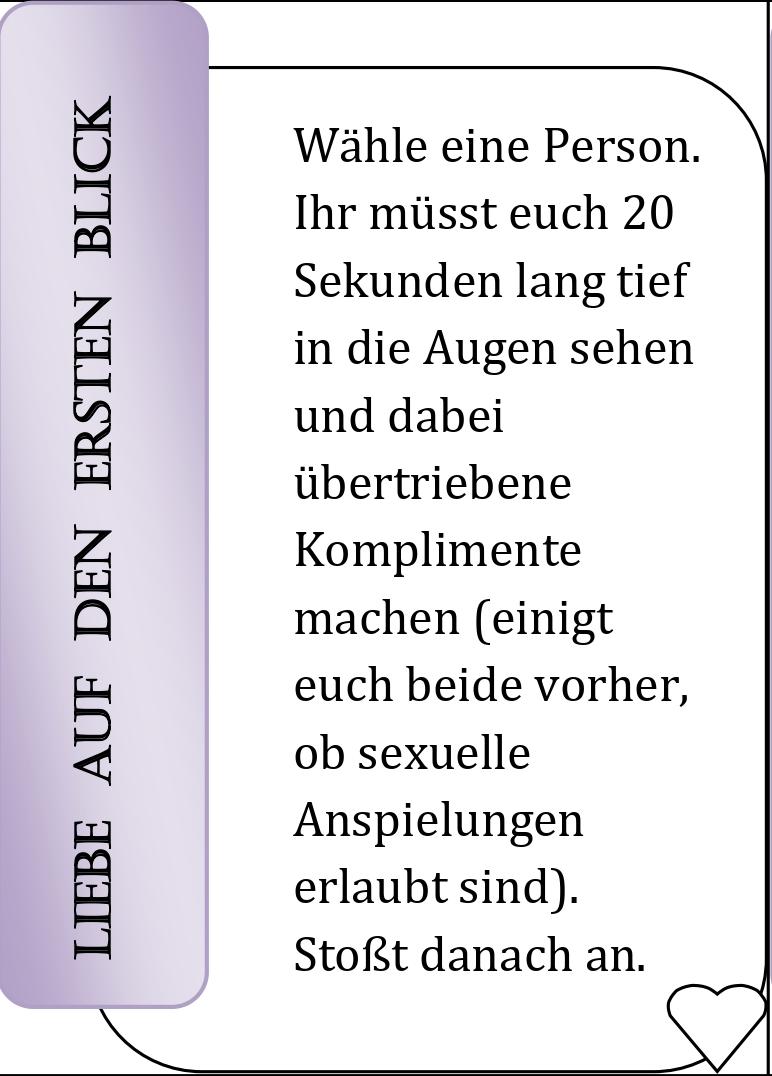 LIEBE AUF DEN ERSTEN BLICK
Wähle eine Person.
Ihr müsst euch 20
Sekunden lang tief
in die Augen sehen
und dabei
übertriebene
Komplimente
machen (einigt
euch beide vorher,
ob sexuelle
Anspielungen
erlaubt sind).
Stoßt danach an.